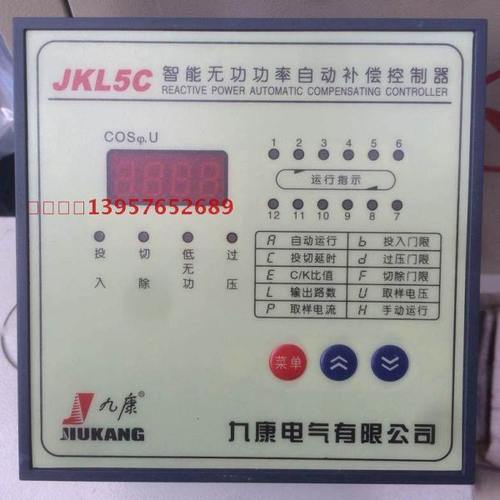 JKL5C 智能无功功率自动补偿控制器
REACTIVE POWER AUTOMATIC COMPENSATING CONTROLLER
COSφ.U
1 2 3 4 5 6
运行指示
12 11 10 9 8 7
13957652689
投入 切除 低无功 过压
A 自动运行 b 投入门限
C 投切延时 d 过压门限
E C/K比值 F 切除门限
L 输出路数 U 取样电压
P 取样电流 H 手动运行
菜单
九康®
JIUKANG
九康电气有限公司